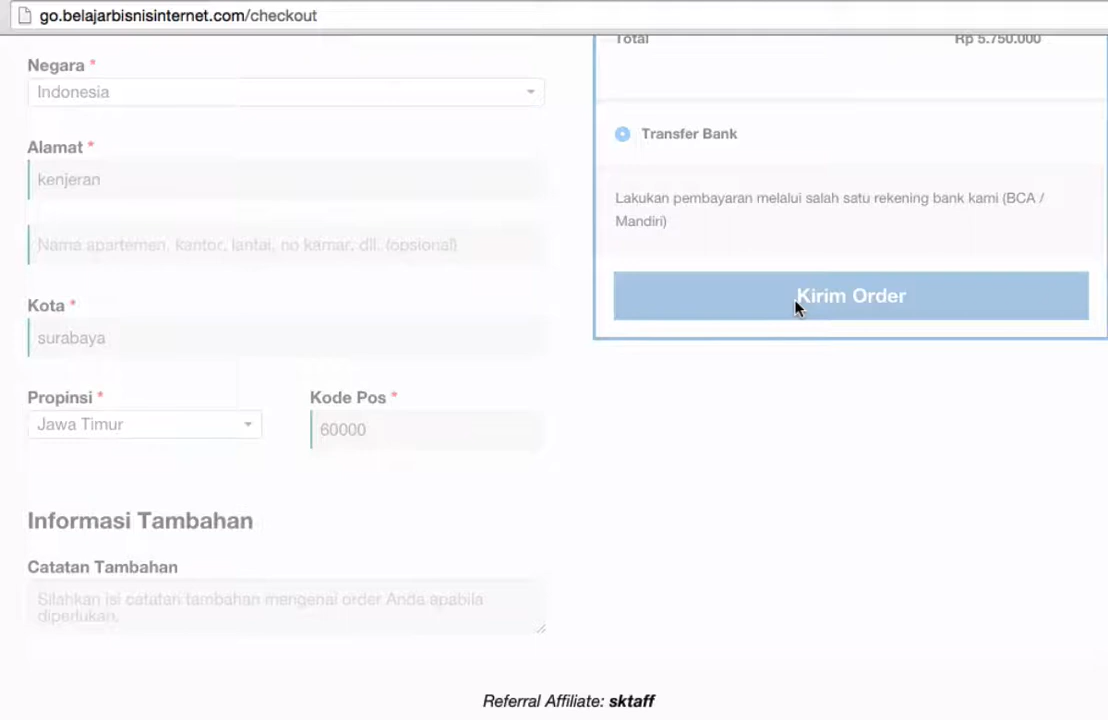 go.belajarbisnisinternet.com/checkout
Negara *
Indonesia
Alamat *
kenjeran
Nama apartemen, kantor, lantai, no kamar, dll. (opsional)
Kota *
surabaya
Propinsi *
Kode Pos *
Jawa Timur
60000
Informasi Tambahan
Catatan Tambahan
Silahkan isi catatan tambahan mengenai order Anda apabila
diperlukan.
Total
Rp 5.750.000
Transfer Bank
Lakukan pembayaran melalui salah satu rekening bank kami (BCA /
Mandiri)
Kirim Order
Referral Affiliate: sktaff